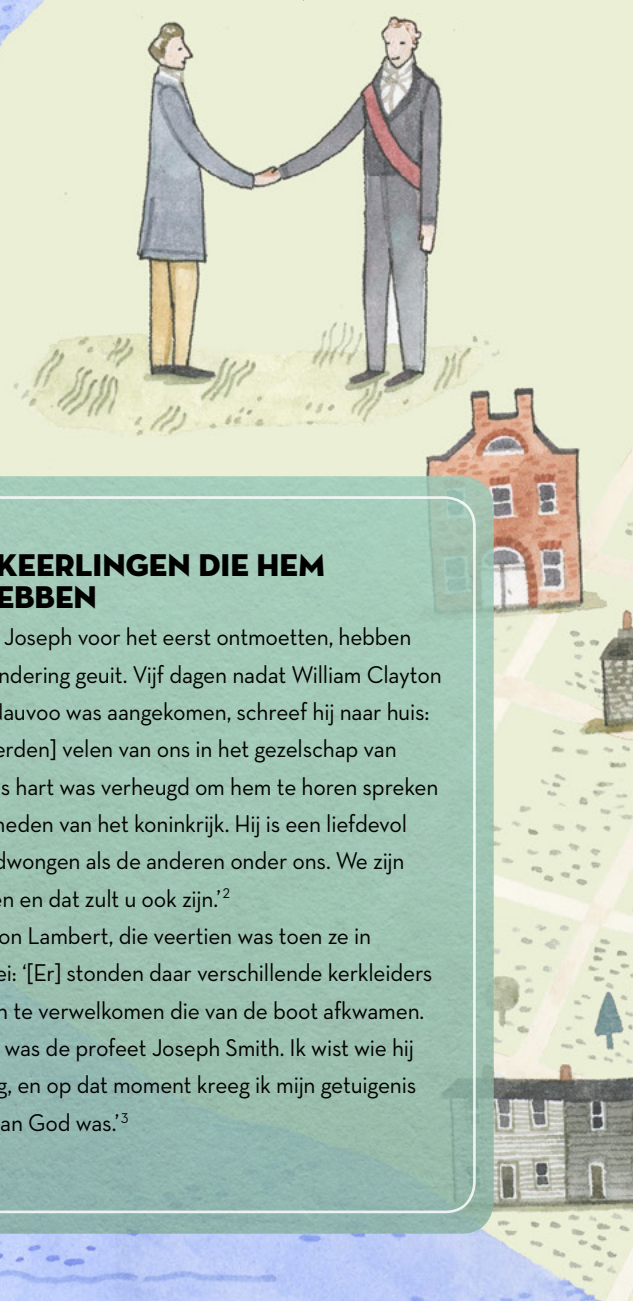 KEERLINGEN DIE HEM
EBBEN
Joseph voor het eerst ontmoetten, hebben
ndering geuit. Vijf dagen nadat William Clayton
auvoo was aangekomen, schreef hij naar huis:
erden] velen van ons in het gezelschap van
s hart was verheugd om hem te horen spreken
heden van het koninkrijk. Hij is een liefdevol
dwongen als de anderen onder ons. We zijn
en en dat zult u ook zijn.’2
on Lambert, die veertien was toen ze in
ei: ‘[Er] stonden daar verschillende kerkleiders
n te verwelkomen die van de boot afkwamen.
was de profeet Joseph Smith. Ik wist wie hij
g, en op dat moment kreeg ik mijn getuigenis
an God was.’3